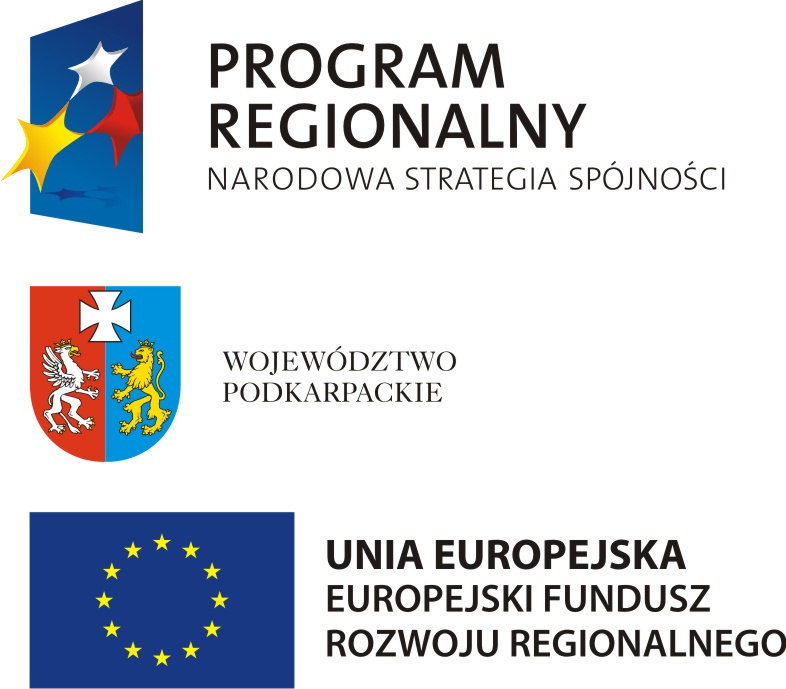 PROGRAM
REGIONALNY
NARODOWA STRATEGIA SPÓJNOŚCI
WOJEWÓDZTWO
PODKARPACKIE
UNIA EUROPEJSKA
EUROPEJSKI FUNDUSZ
ROZWOJU REGIONALNEGO